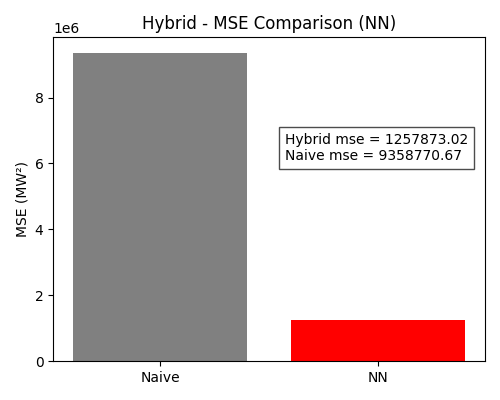 Hybrid - MSE Comparison (NN)
1e6
8
6
4
2
0
MSE (MW²)
Hybrid mse = 1257873.02
Naive mse = 9358770.67
Naive
NN